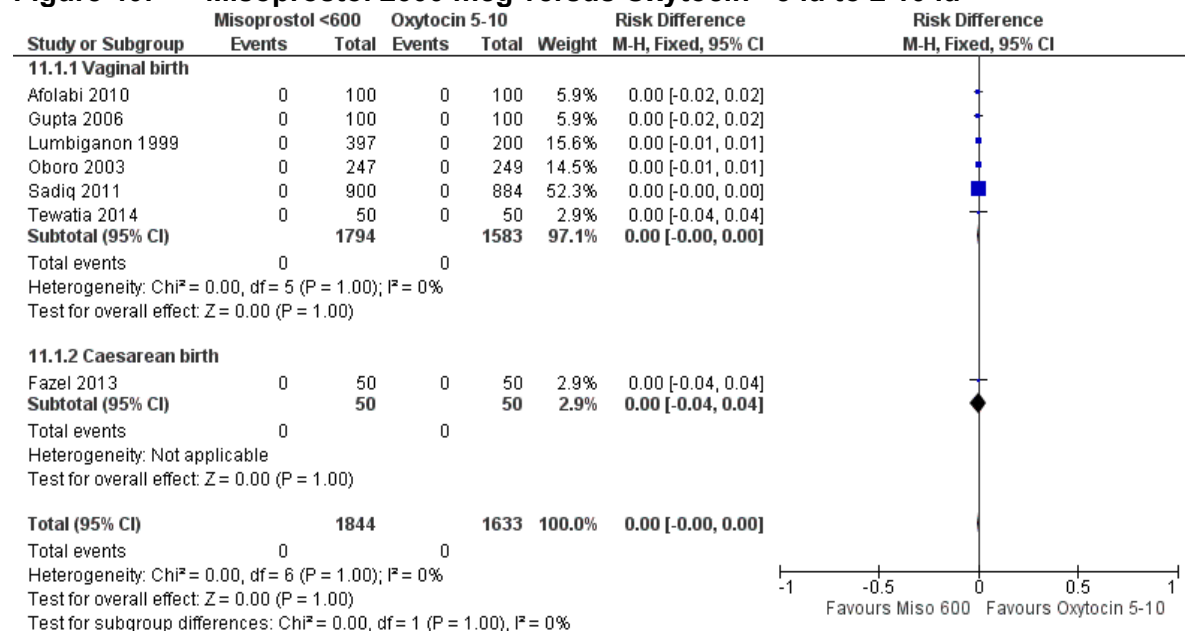 Misoprostol <600 Oxytocin 5-10 Risk Difference Risk Difference
Study or Subgroup Events Total Events Total Weight M-H, Fixed, 95% CI M-H, Fixed, 95% CI
11.1.1 Vaginal birth
Afolabi 2010 0 100 0 100 5.9% 0.00 [-0.02, 0.02]
Gupta 2006 0 100 0 100 5.9% 0.00 [-0.02, 0.02]
Lumbiganon 1999 0 397 0 200 15.6% 0.00 [-0.01, 0.01]
Oboro 2003 0 247 0 249 14.5% 0.00 [-0.01, 0.01]
Sadiq 2011 0 900 0 884 52.3% 0.00 [-0.00, 0.00]
Tewatia 2014 0 50 0 50 2.9% 0.00 [-0.04, 0.04]
Subtotal (95% CI) 1794 1583 97.1% 0.00 [-0.00, 0.00]
Total events 0 0
Heterogeneity: Chi² = 0.00, df = 5 (P = 1.00); I² = 0%
Test for overall effect: Z = 0.00 (P = 1.00)
11.1.2 Caesarean birth
Fazel 2013 0 50 0 50 2.9% 0.00 [-0.04, 0.04]
Subtotal (95% CI) 50 50 2.9% 0.00 [-0.04, 0.04]
Total events 0 0
Heterogeneity: Not applicable
Test for overall effect: Z = 0.00 (P = 1.00)
Total (95% CI) 1844 1633 100.0% 0.00 [-0.00, 0.00]
Total events 0 0
Heterogeneity: Chi² = 0.00, df = 6 (P = 1.00); I² = 0%
Test for overall effect: Z = 0.00 (P = 1.00)
Test for subgroup differences: Chi² = 0.00, df = 1 (P = 1.00), I² = 0%
-1 -0.5 0 0.5 1
Favours Miso 600 Favours Oxytocin 5-10